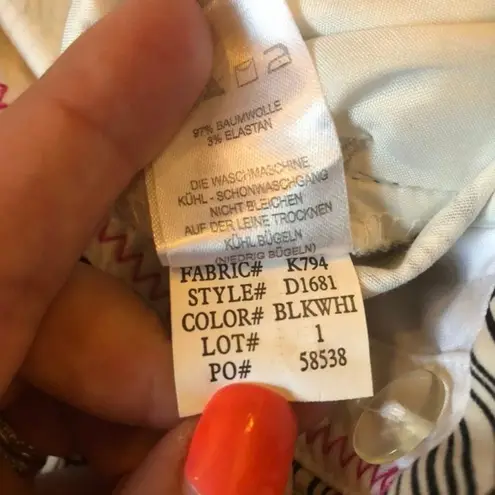 97% BAUMWOLLE
3% ELASTAN
DIE WASCHMASCHINE
KÜHL - SCHONWASCHGANG
NICHT BLEICHEN
AUF DER LEINE TROCKNEN
KÜHL BÜGELN
(NIEDRIG BÜGELN)
FABRIC# K794
STYLE# D1681
COLOR# BLKWHI
LOT# 1
PO# 58538